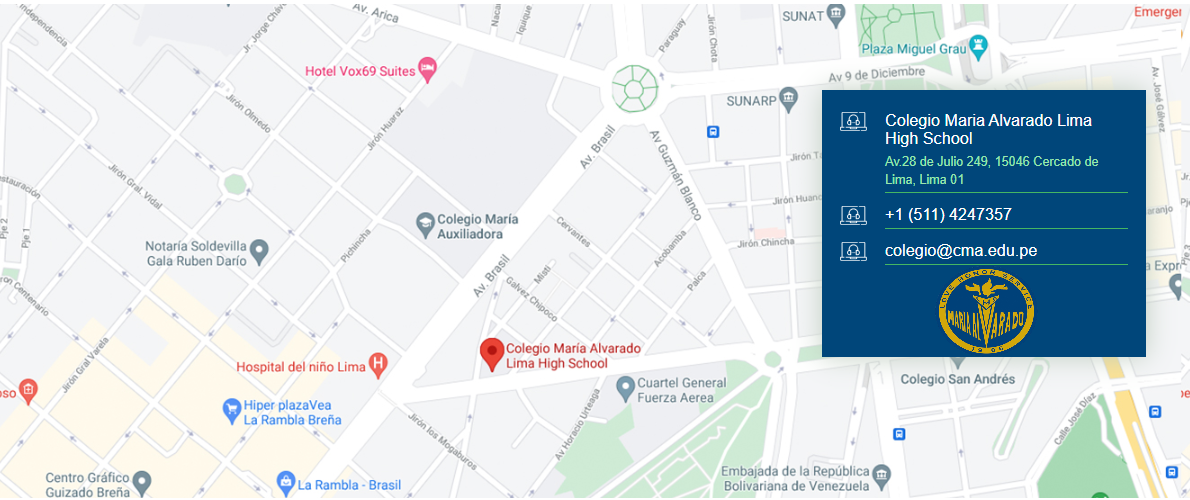 Independencia
Av. Arica
Jr. Jorge Cháve
Iquique
Paraguay
Jirón Chota
SUNAT
Emerger
Plaza Miguel Grau
Hotel Vox69 Suites
Av 9 de Diciembre
Av. José Gálvez
SUNARP
Jirón Olmedo
Jirón Huaraz
Av. Brasil
Av Guzmán Blanco
Colegio Maria Alvarado Lima
High School
Av.28 de Julio 249, 15046 Cercado de
Lima, Lima 01
+1 (511) 4247357
colegio@cma.edu.pe
LOVE HONOR SERVICE
MARIA ALVARADO
1906
Jirón Gral. Vidal
Restauración
Pje 2
Pje 1
Jirón Huan
Jirón Chincha
Naranjo
Colegio María
Auxiliadora
Cervantes
Acobamba
Palca
Pichincha
Notaría Soldevilla
Gala Ruben Darío
Av. Brasil
Misti
Galvez Chipoco
a Expre
Jirón Centenario
Jirón Gral Varela
Colegio María Alvarado
Lima High School
Hospital del niño Lima
Cuartel General
Fuerza Aerea
Colegio San Andrés
oso
Hiper plazaVea
La Rambla Breña
Av Horacio Urteaga
Jirón los Mogaburos
Calle José Díaz
Centro Gráfico
Guizado Breña
La Rambla - Brasil
Embajada de la República
Bolivariana de Venezuela